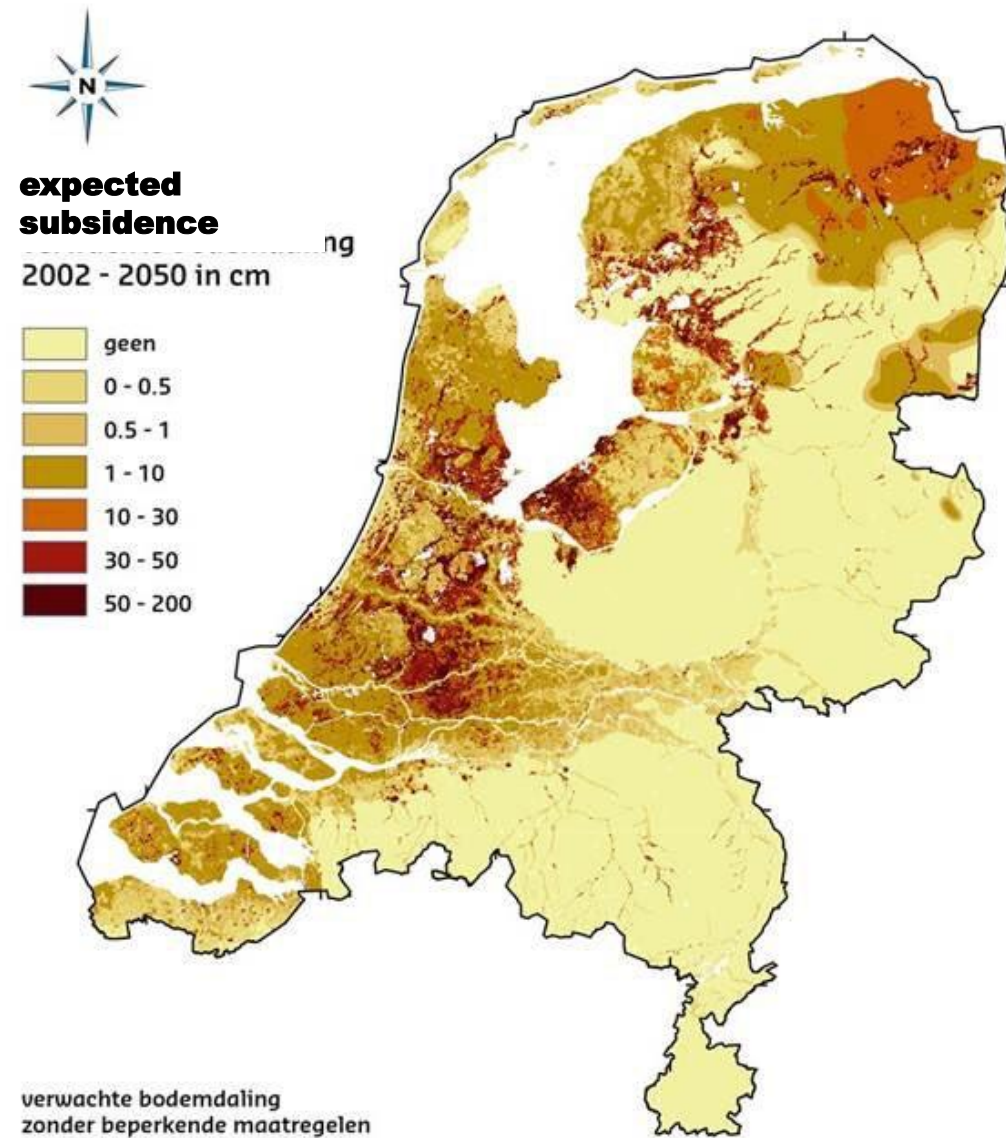 N
expected
subsidence
ng
2002 - 2050 in cm
geen
0 - 0.5
0.5 - 1
1 - 10
10 - 30
30 - 50
50 - 200
verwachte bodemdaling
zonder beperkende maatregelen